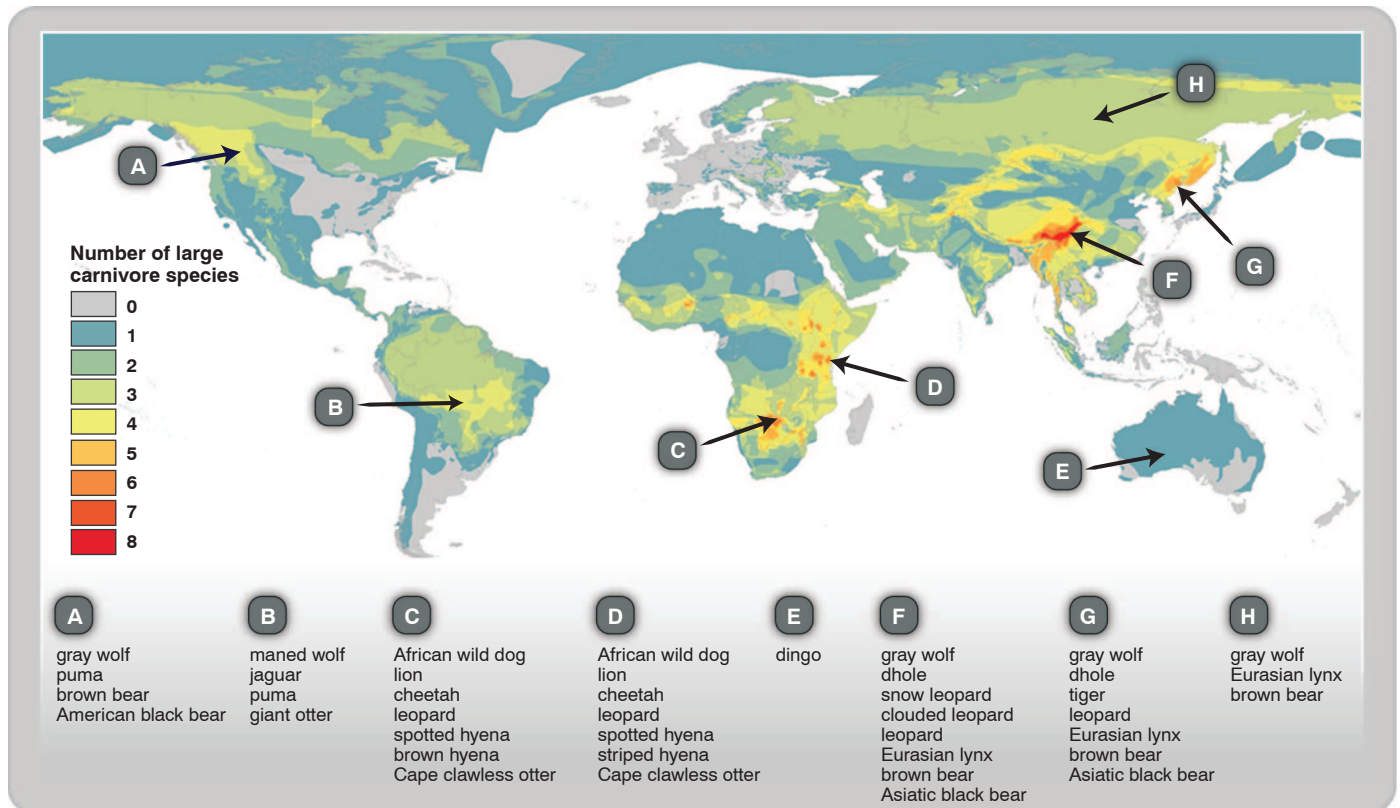 H
A
G
F
Number of large
carnivore species
0
1
2
3
4
5
6
7
8
D
B
C
E
A
gray wolf
puma
brown bear
American black bear
B
maned wolf
jaguar
puma
giant otter
C
African wild dog
lion
cheetah
leopard
spotted hyena
brown hyena
Cape clawless otter
D
African wild dog
lion
cheetah
leopard
spotted hyena
striped hyena
Cape clawless otter
E
dingo
F
gray wolf
dhole
snow leopard
clouded leopard
leopard
Eurasian lynx
brown bear
Asiatic black bear
G
gray wolf
dhole
tiger
leopard
Eurasian lynx
brown bear
Asiatic black bear
H
gray wolf
Eurasian lynx
brown bear